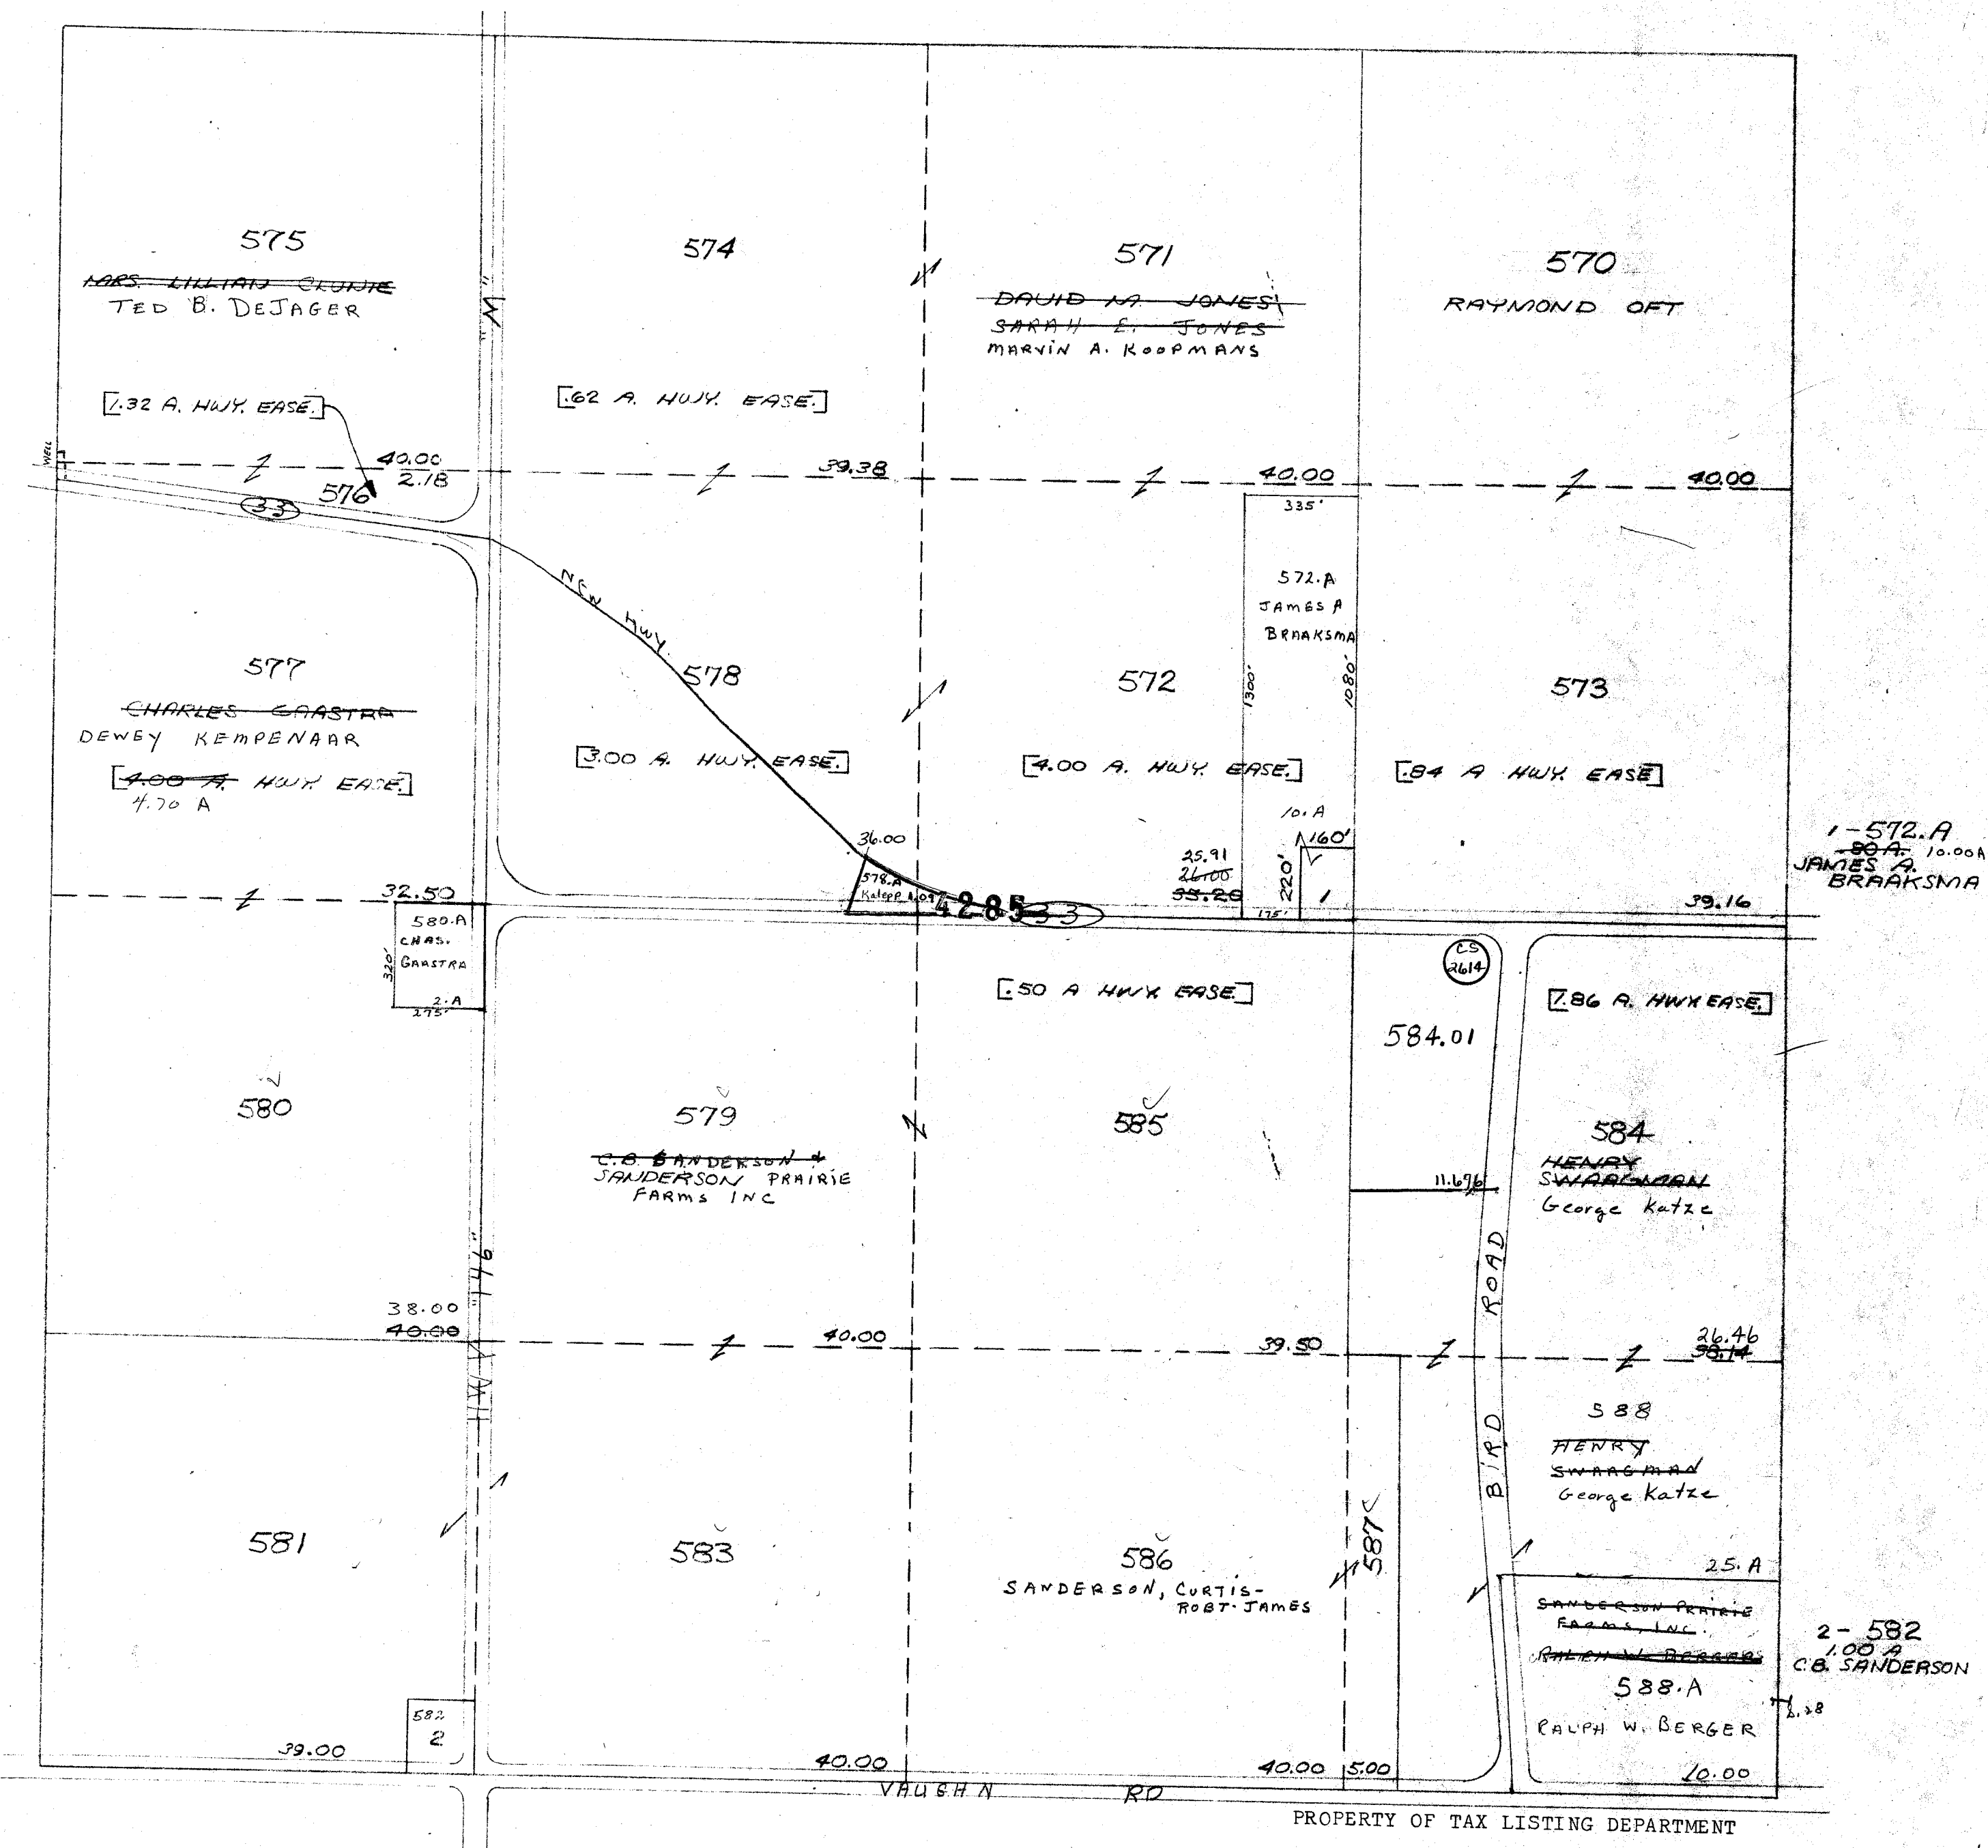 575
MRS. LILLIAN CLUNIE
TED B. DEJAGER
[1.32 A. HWY. EASE.]
WELL
40.00
2.18
576
33
"M"
574
[.62 A. HWY. EASE.]
39.38
571
DAVID M. JONES
SARAH E. JONES
MARVIN A. KOOPMANS
40.00
570
RAYMOND OFT
40.00
577
CHARLES GAASTRA
DEWEY KEMPENAAR
[4.00 A. HWY. EASE.]
4.70 A
32.50
NEW HWY.
578
[3.00 A. HWY. EASE.]
36.00
578.A
4285
33
572
[4.00 A. HWY. EASE.]
25.91
26.00
35.20
335'
572.A
JAMES A
BRAAKSMA
1300'
1080'
10.A
160'
220'
1
175'
573
[.84 A HWY. EASE]
39.16
1-572.A
.80 A. 10.00A
JAMES A.
BRAAKSMA
580.A
CHAS.
GAASTRA
320'
2.A
275'
580
38.00
40.00
579
C.B. SANDERSON &
SANDERSON PRAIRIE
FARMS INC
40.00
"146"
HWY
[.50 A HWY. EASE.]
585
39.50
CS
2614
584.01
11.696
[1.86 A. HWY. EASE.]
584
HENRY
SWAAGMAN
George Katze
26.46
38.14
BIRD ROAD
581
582
2
39.00
583
40.00
586
SANDERSON, CURTIS-
ROBT-JAMES
40.00
587
5.00
588
HENRY
SWAAGMAN
George Katze
25.A
SANDERSON PRAIRIE
FARMS, INC.
RALPH W. BERGER
588.A
RALPH W. BERGER
10.00
2-582
1.00 A
C.B. SANDERSON
VAUGHN RD
PROPERTY OF TAX LISTING DEPARTMENT